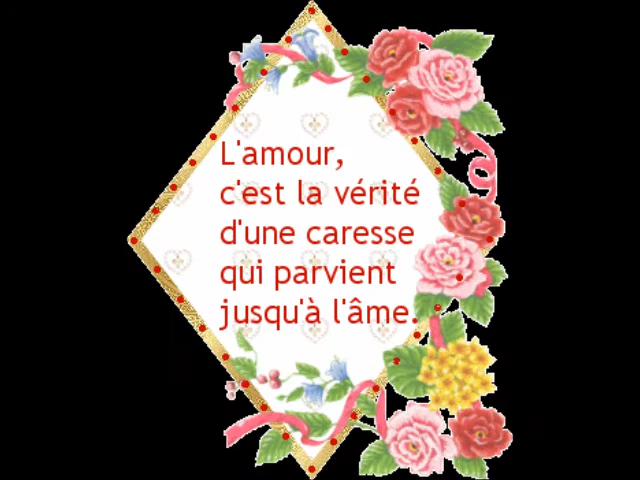 L'amour,
c'est la vérité
d'une caresse
qui parvient
jusqu'à l'âme.